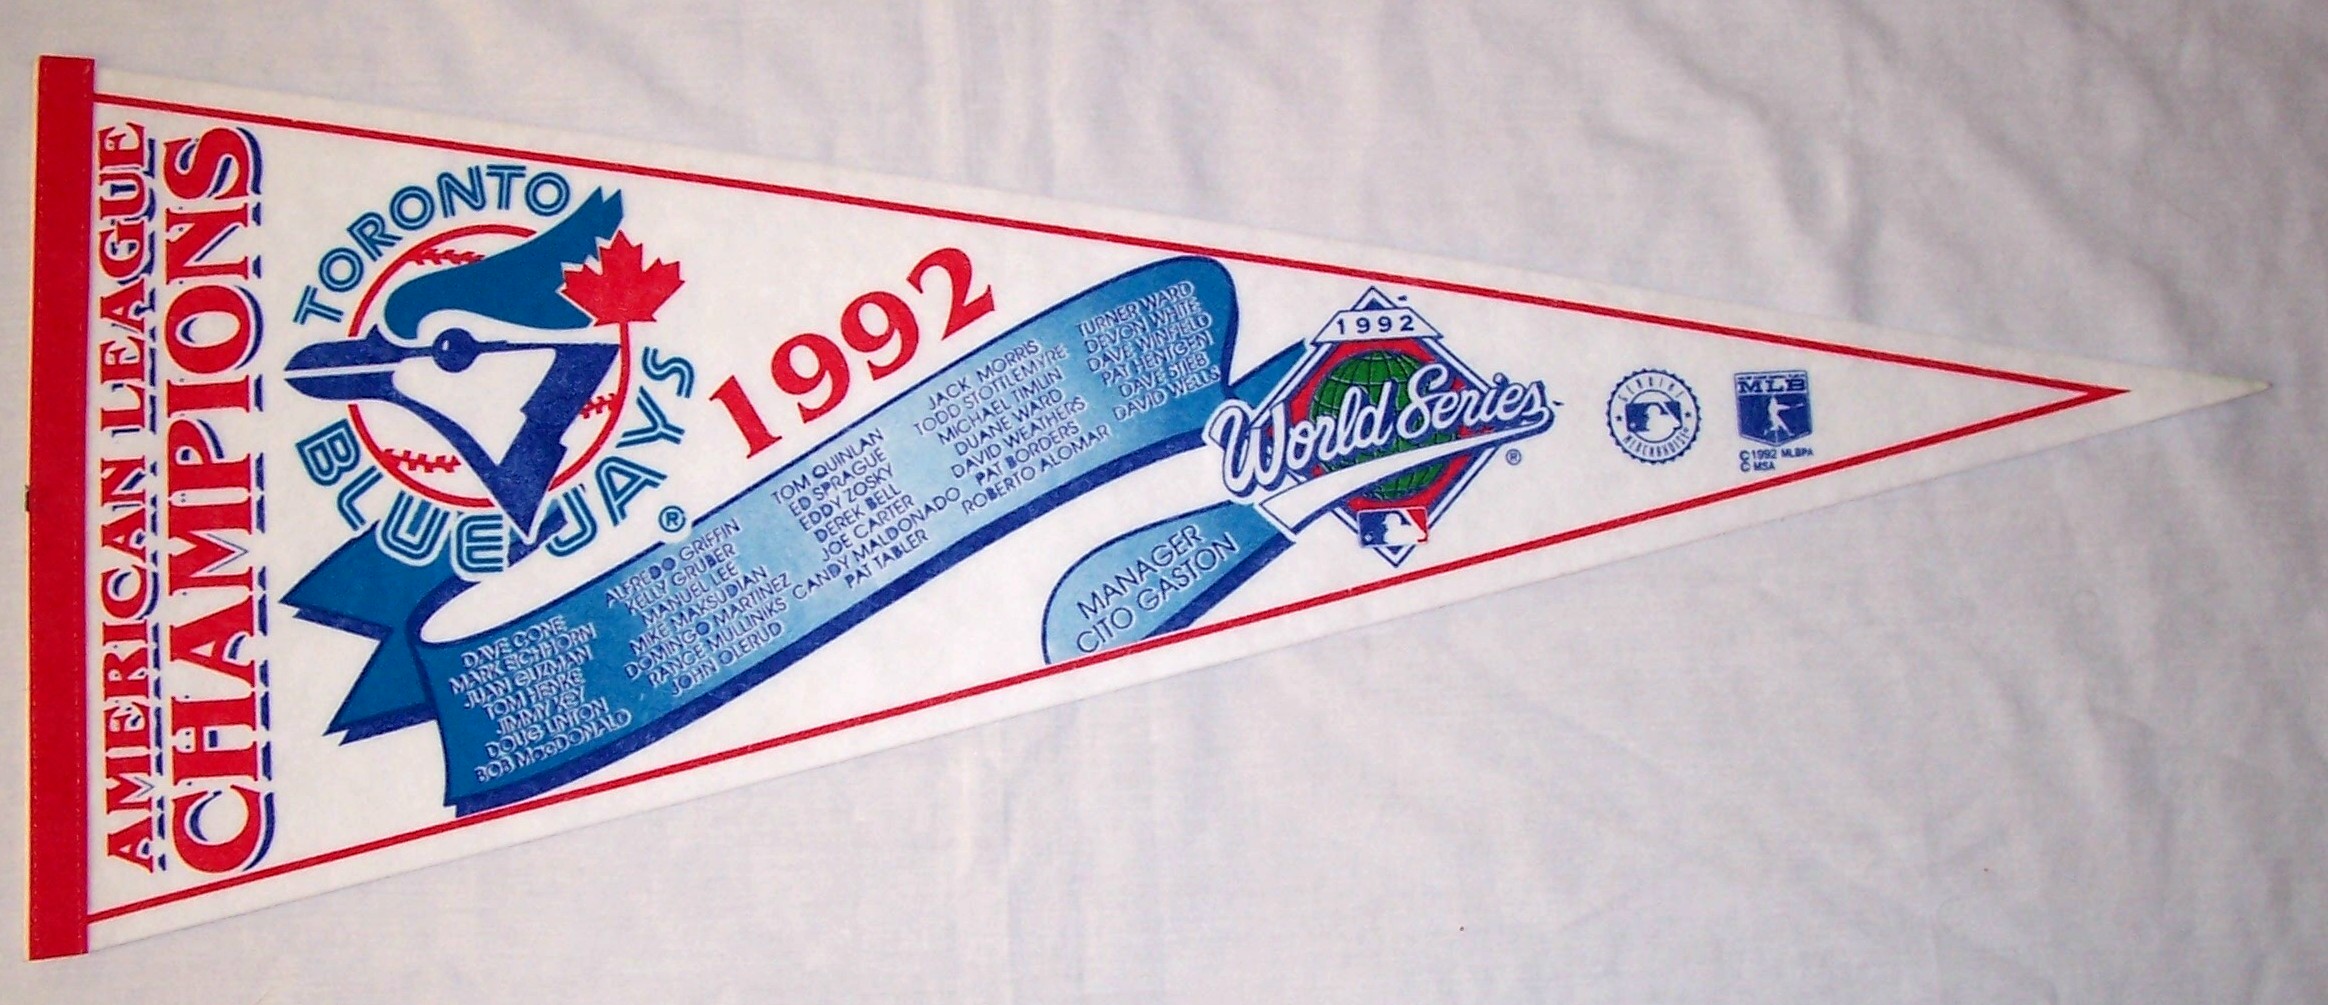 AMERICAN LEAGUE
CHAMPIONS
TORONTO
BLUE JAYS
®
1992
DAVE CONE
MARK EICHHORN
JUAN GUZMAN
TOM HENKE
JIMMY KEY
DOUG LINTON
BOB MacDONALD
ALFREDO GRIFFIN
KELLY GRUBER
MANUEL LEE
MIKE MAKSUDIAN
DOMINGO MARTINEZ
RANCE MULLINIKS
JOHN OLERUD
TOM QUINLAN
ED SPRAGUE
EDDY ZOSKY
DEREK BELL
JOE CARTER
CANDY MALDONADO
PAT TABLER
JACK MORRIS
TODD STOTTLEMYRE
MICHAEL TIMLIN
DUANE WARD
DAVID WEATHERS
PAT BORDERS
ROBERTO ALOMAR
TURNER WARD
DEVON WHITE
DAVE WINFIELD
PAT HENTGEN
DAVE STIEB
DAVID WELLS
MANAGER
CITO GASTON
1992
World Series
®
GENUINE
MERCHANDISE
MLB
©1992 MLBPA
© MSA